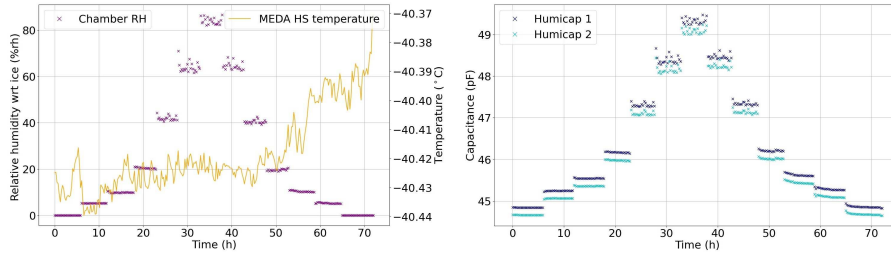 Chamber RH
MEDA HS temperature
Relative humidity wrt ice (%rh)
80
60
40
20
0
0 10 20 30 40 50 60 70
Time (h)
−40.37
−40.38
−40.39
−40.40
−40.41
−40.42
−40.43
−40.44
Temperature (°C)
Humicap 1
Humicap 2
Capacitance (pF)
49
48
47
46
45
0 10 20 30 40 50 60 70
Time (h)